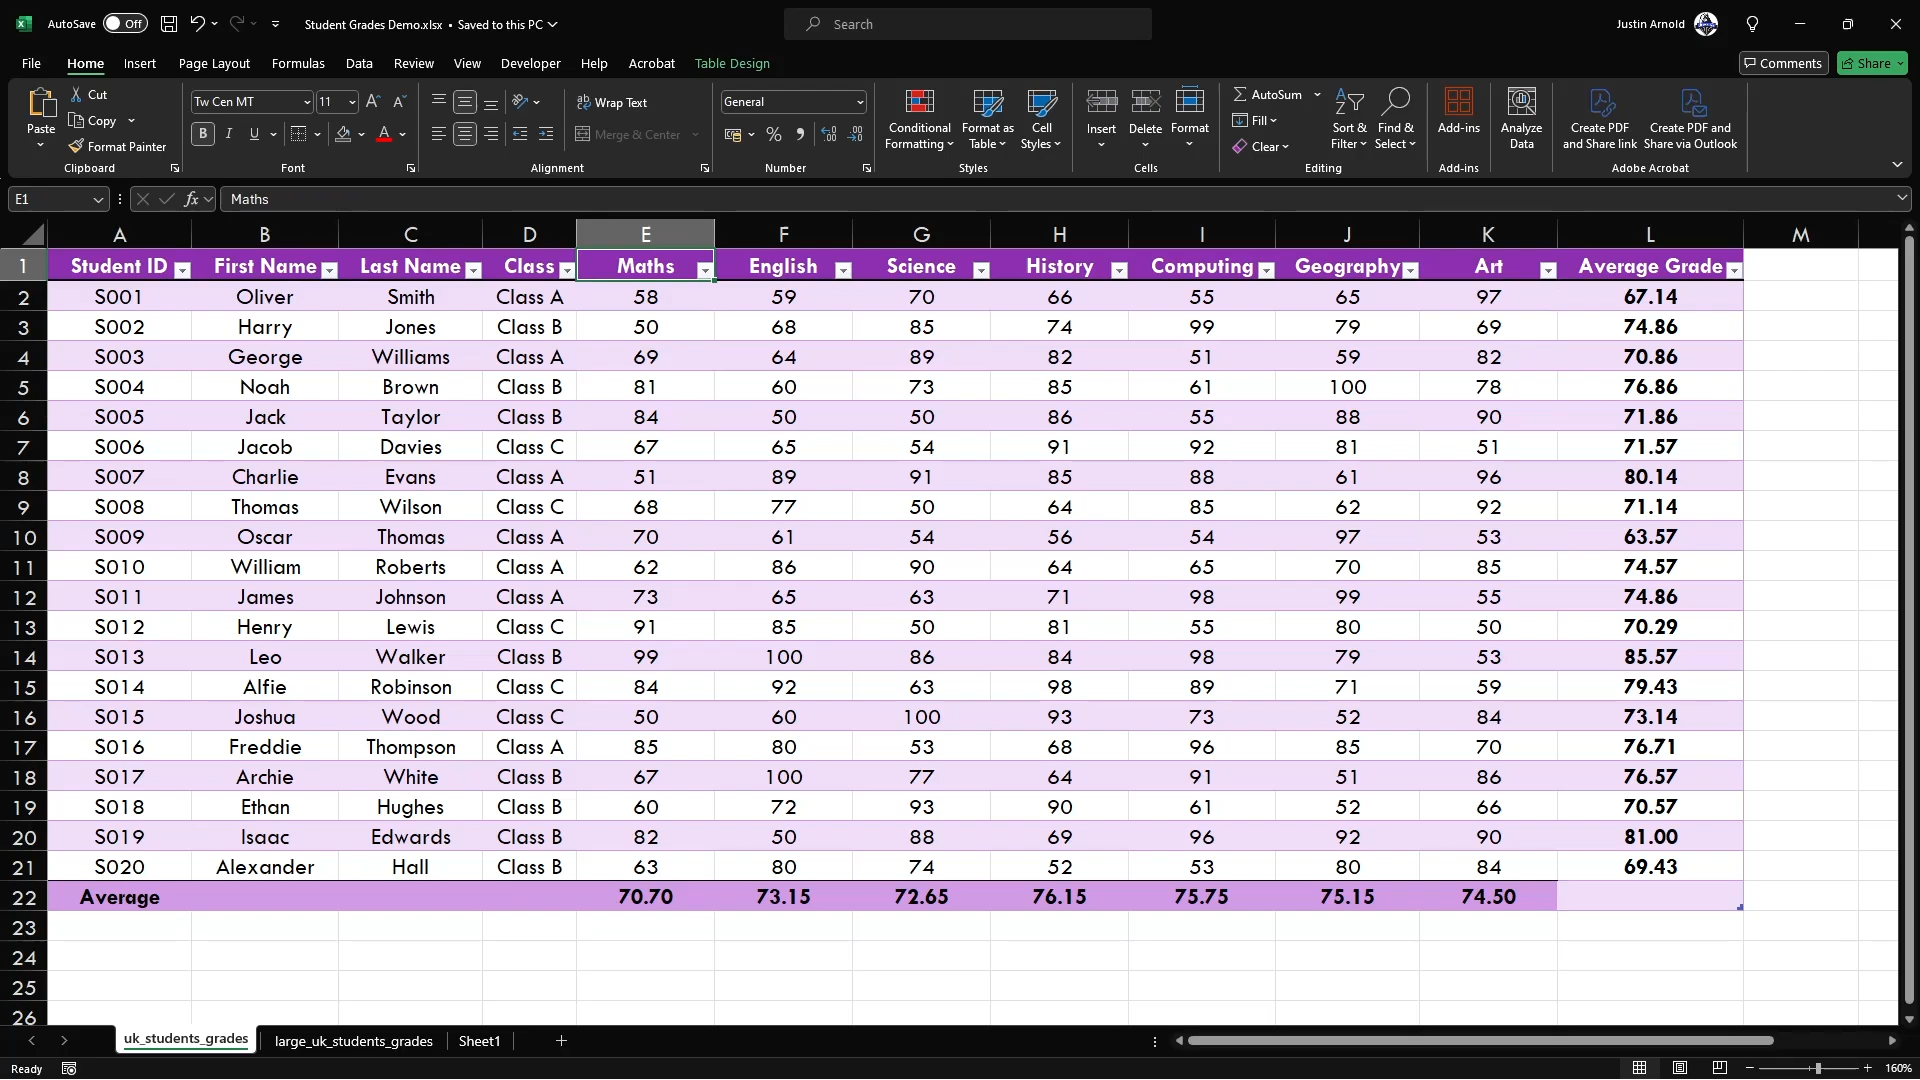 AutoSave Off Student Grades Demo.xlsx • Saved to this PC Search Justin Arnold
File Home Insert Page Layout Formulas Data Review View Developer Help Acrobat Table Design Comments Share
Paste Cut Copy Format Painter Clipboard
Tw Cen MT 11 B I U A Font
ab Wrap Text Merge & Center Alignment
General % Number
Conditional Formatting Format as Table Cell Styles Styles
Insert Delete Format Cells
AutoSum Fill Clear Sort & Filter Find & Select Editing
Add-ins Add-ins
Analyze Data
Create PDF and Share link Create PDF and Share via Outlook Adobe Acrobat
E1 fx Maths
A B C D E F G H I J K L M
1 Student ID First Name Last Name Class Maths English Science History Computing Geography Art Average Grade
2 S001 Oliver Smith Class A 58 59 70 66 55 65 97 67.14
3 S002 Harry Jones Class B 50 68 85 74 99 79 69 74.86
4 S003 George Williams Class A 69 64 89 82 51 59 82 70.86
5 S004 Noah Brown Class B 81 60 73 85 61 100 78 76.86
6 S005 Jack Taylor Class B 84 50 50 86 55 88 90 71.86
7 S006 Jacob Davies Class C 67 65 54 91 92 81 51 71.57
8 S007 Charlie Evans Class A 51 89 91 85 88 61 96 80.14
9 S008 Thomas Wilson Class C 68 77 50 64 85 62 92 71.14
10 S009 Oscar Thomas Class A 70 61 54 56 54 97 53 63.57
11 S010 William Roberts Class A 62 86 90 64 65 70 85 74.57
12 S011 James Johnson Class A 73 65 63 71 98 99 55 74.86
13 S012 Henry Lewis Class C 91 85 50 81 55 80 50 70.29
14 S013 Leo Walker Class B 99 100 86 84 98 79 53 85.57
15 S014 Alfie Robinson Class C 84 92 63 98 89 71 59 79.43
16 S015 Joshua Wood Class C 50 60 100 93 73 52 84 73.14
17 S016 Freddie Thompson Class A 85 80 53 68 96 85 70 76.71
18 S017 Archie White Class B 67 100 77 64 91 51 86 76.57
19 S018 Ethan Hughes Class B 60 72 93 90 61 52 66 70.57
20 S019 Isaac Edwards Class B 82 50 88 69 96 92 90 81.00
21 S020 Alexander Hall Class B 63 80 74 52 53 80 84 69.43
22 Average 70.70 73.15 72.65 76.15 75.75 75.15 74.50
23
24
25
26
uk_students_grades large_uk_students_grades Sheet1
Ready 160%